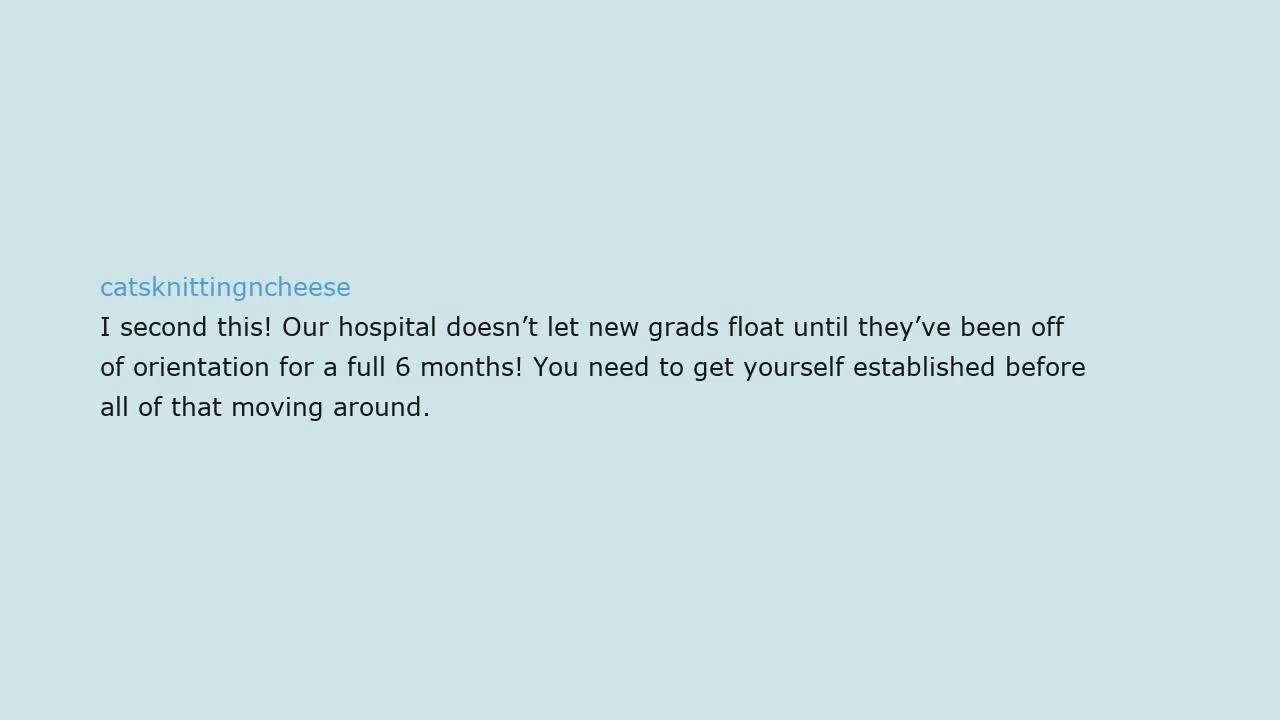 catsknittingncheese
I second this! Our hospital doesn’t let new grads float until they’ve been off
of orientation for a full 6 months! You need to get yourself established before
all of that moving around.